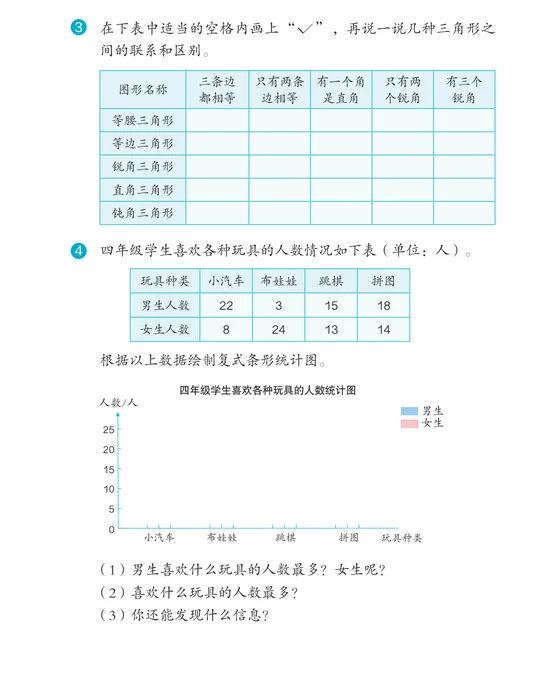 3 在下表中适当的空格内画上“✓”，再说一说几种三角形之
间的联系和区别。
图形名称 三条边都相等 只有两条边相等 有一个角是直角 只有两个锐角 有三个锐角
等腰三角形
等边三角形
锐角三角形
直角三角形
钝角三角形
4 四年级学生喜欢各种玩具的人数情况如下表（单位：人）。
玩具种类 小汽车 布娃娃 跳棋 拼图
男生人数 22 3 15 18
女生人数 8 24 13 14
根据以上数据绘制复式条形统计图。
四年级学生喜欢各种玩具的人数统计图
人数/人
男生
女生
25
20
15
10
5
0
小汽车 布娃娃 跳棋 拼图 玩具种类
（1）男生喜欢什么玩具的人数最多？女生呢？
（2）喜欢什么玩具的人数最多？
（3）你还能发现什么信息？